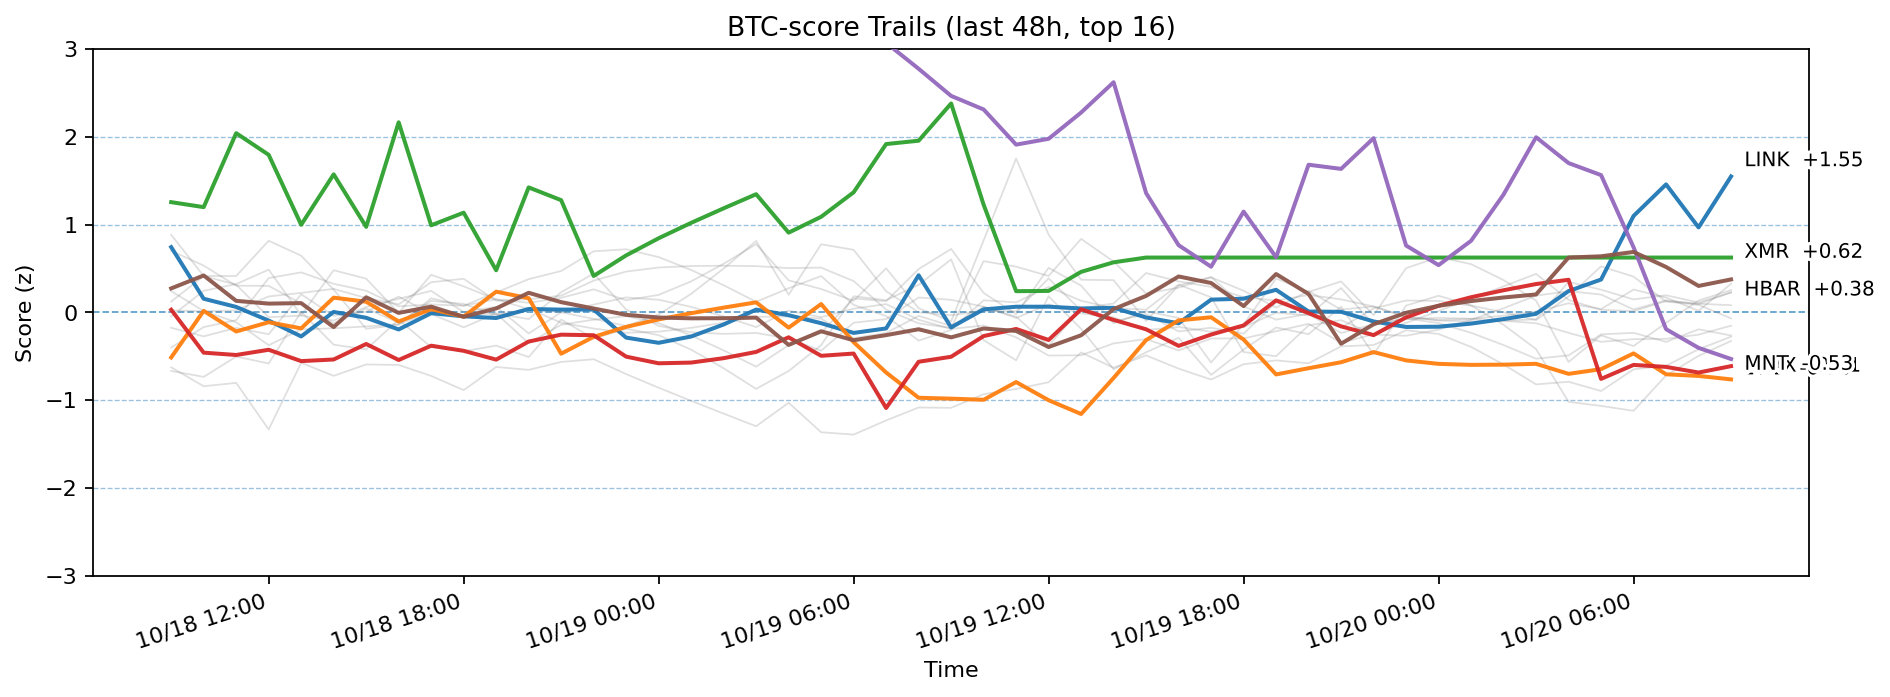 BTC-score Trails (last 48h, top 16)
Score (z)
3
2
1
0
−1
−2
−3
LINK +1.55
XMR +0.62
HBAR +0.38
MNT -0.53
10/18 12:00
10/18 18:00
10/19 00:00
10/19 06:00
10/19 12:00
10/19 18:00
10/20 00:00
10/20 06:00
Time